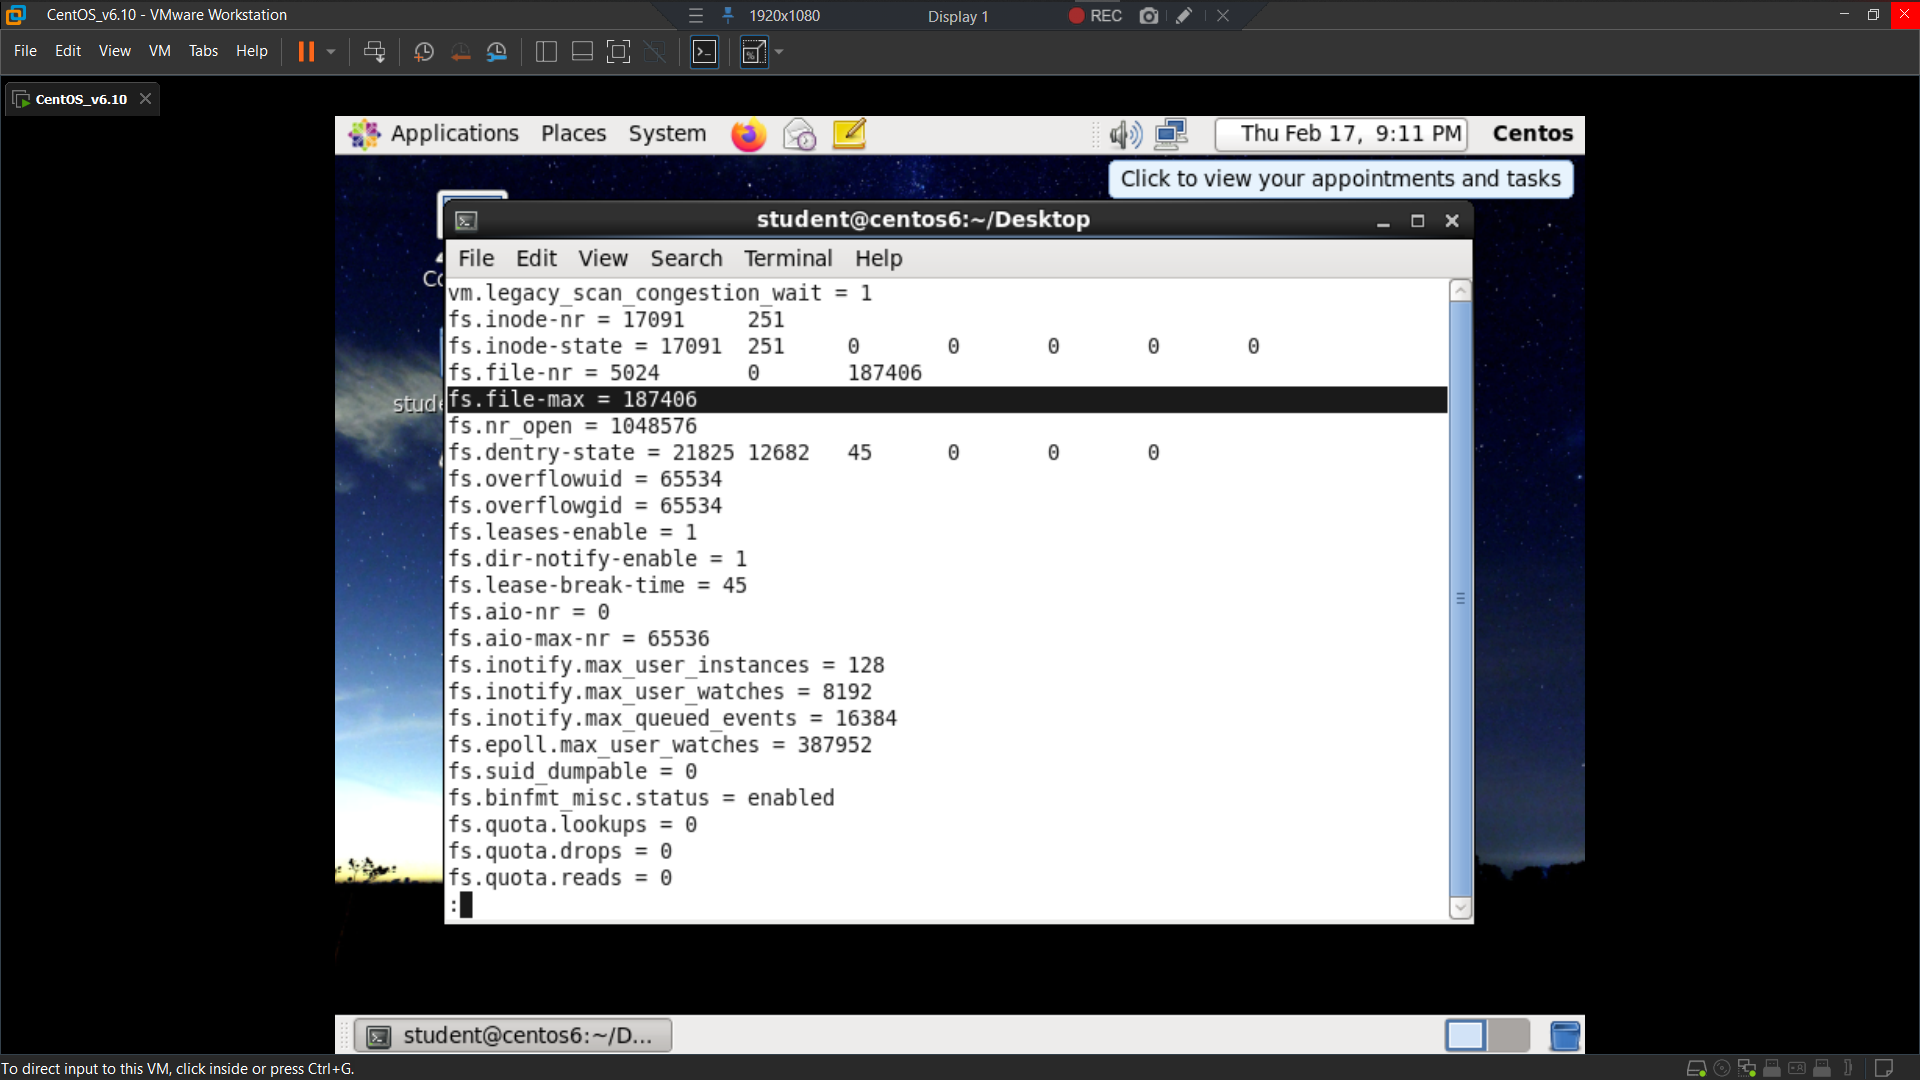 CentOS_v6.10 - VMware Workstation
1920x1080
Display 1
REC
File Edit View VM Tabs Help
CentOS_v6.10
Applications Places System
Thu Feb 17, 9:11 PM
Centos
Click to view your appointments and tasks
student@centos6:~/Desktop
File Edit View Search Terminal Help
vm.legacy_scan_congestion_wait = 1
fs.inode-nr = 17091 251
fs.inode-state = 17091 251 0 0 0 0 0
fs.file-nr = 5024 0 187406
fs.file-max = 187406
fs.nr_open = 1048576
fs.dentry-state = 21825 12682 45 0 0 0
fs.overflowuid = 65534
fs.overflowgid = 65534
fs.leases-enable = 1
fs.dir-notify-enable = 1
fs.lease-break-time = 45
fs.aio-nr = 0
fs.aio-max-nr = 65536
fs.inotify.max_user_instances = 128
fs.inotify.max_user_watches = 8192
fs.inotify.max_queued_events = 16384
fs.epoll.max_user_watches = 387952
fs.suid_dumpable = 0
fs.binfmt_misc.status = enabled
fs.quota.lookups = 0
fs.quota.drops = 0
fs.quota.reads = 0
:
student@centos6:~/D...
To direct input to this VM, click inside or press Ctrl+G.